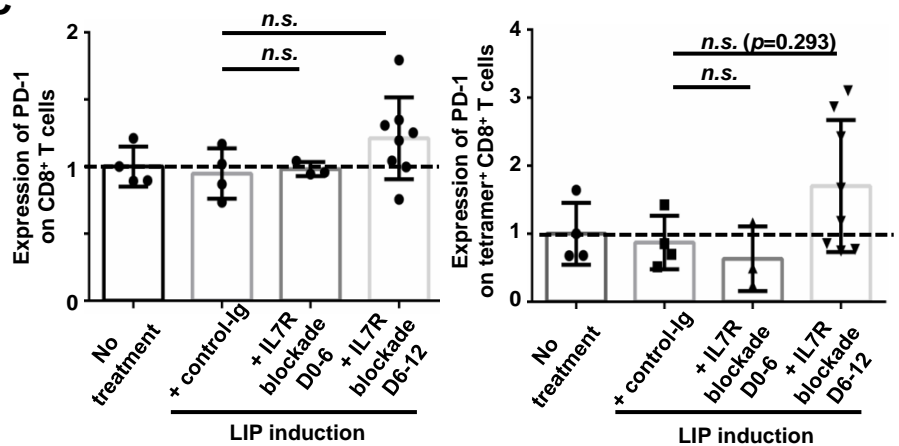 Expression of PD-1
on CD8⁺ T cells
2
1
0
n.s.
n.s.
No
treatment
+ control-Ig
+ IL7R
blockade
D0-6
+ IL7R
blockade
D6-12
LIP induction
Expression of PD-1
on tetramer⁺ CD8⁺ T cells
4
3
2
1
0
n.s. (p=0.293)
n.s.
No
treatment
+ control-Ig
+ IL7R
blockade
D0-6
+ IL7R
blockade
D6-12
LIP induction